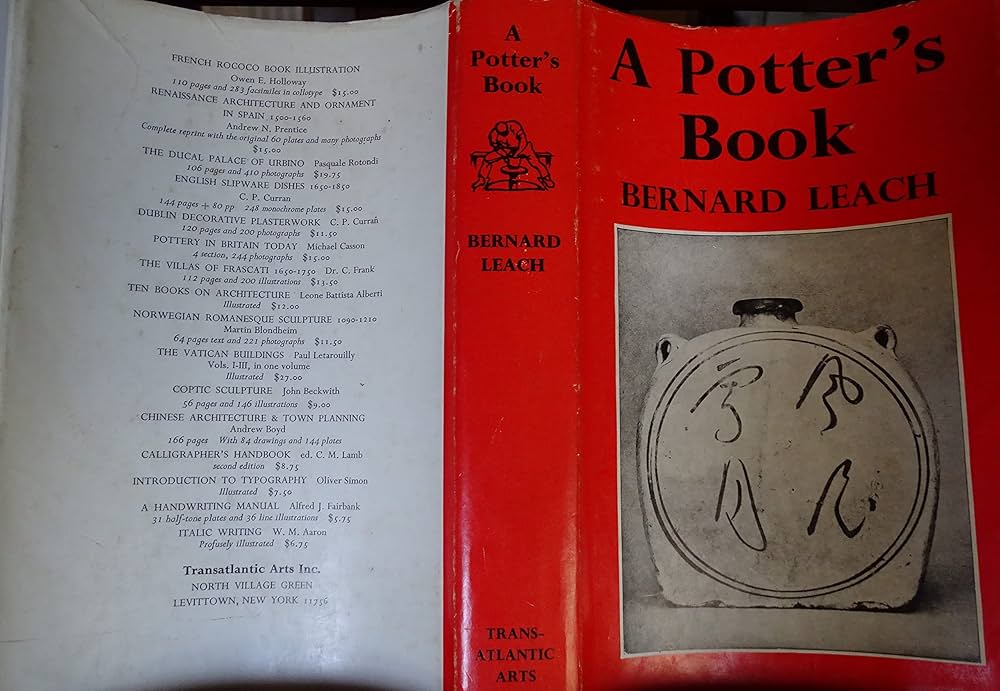 FRENCH ROCOCO BOOK ILLUSTRATION
Owen E. Holloway
110 pages and 283 facsimiles in collotype $15.00
RENAISSANCE ARCHITECTURE AND ORNAMENT
IN SPAIN 1500-1560
Andrew N. Prentice
Complete reprint with the original 60 plates and many photographs
$15.00
THE DUCAL PALACE OF URBINO Pasquale Rotondi
106 pages and 410 photographs $19.75
ENGLISH SLIPWARE DISHES 1650-1850
C. P. Curran
144 pages + 80 pp 248 monochrome plates $15.00
DUBLIN DECORATIVE PLASTERWORK C. P. Curran
120 pages and 200 photographs $11.50
POTTERY IN BRITAIN TODAY Michael Casson
4 section, 244 photographs $15.00
THE VILLAS OF FRASCATI 1650-1750 Dr. C. Frank
112 pages and 200 illustrations $13.50
TEN BOOKS ON ARCHITECTURE Leone Battista Alberti
Illustrated $12.00
NORWEGIAN ROMANESQUE SCULPTURE 1090-1210
Martin Blondheim
64 pages text and 221 photographs $11.50
THE VATICAN BUILDINGS Paul Letarouilly
Vols. I-III, in one volume
Illustrated $27.00
COPTIC SCULPTURE John Beckwith
56 pages and 146 illustrations $9.00
CHINESE ARCHITECTURE & TOWN PLANNING
Andrew Boyd
166 pages With 84 drawings and 144 plates
CALLIGRAPHER'S HANDBOOK ed. C. M. Lamb
second edition $8.75
INTRODUCTION TO TYPOGRAPHY Oliver Simon
Illustrated $7.50
A HANDWRITING MANUAL Alfred J. Fairbank
31 half-tone plates and 36 line illustrations $5.75
ITALIC WRITING W. M. Aaron
Profusely illustrated $6.75
Transatlantic Arts Inc.
NORTH VILLAGE GREEN
LEVITTOWN, NEW YORK 11756
A
Potter's
Book
BERNARD
LEACH
TRANS-
ATLANTIC
ARTS
A Potter's
Book
BERNARD LEACH
風花
雪月